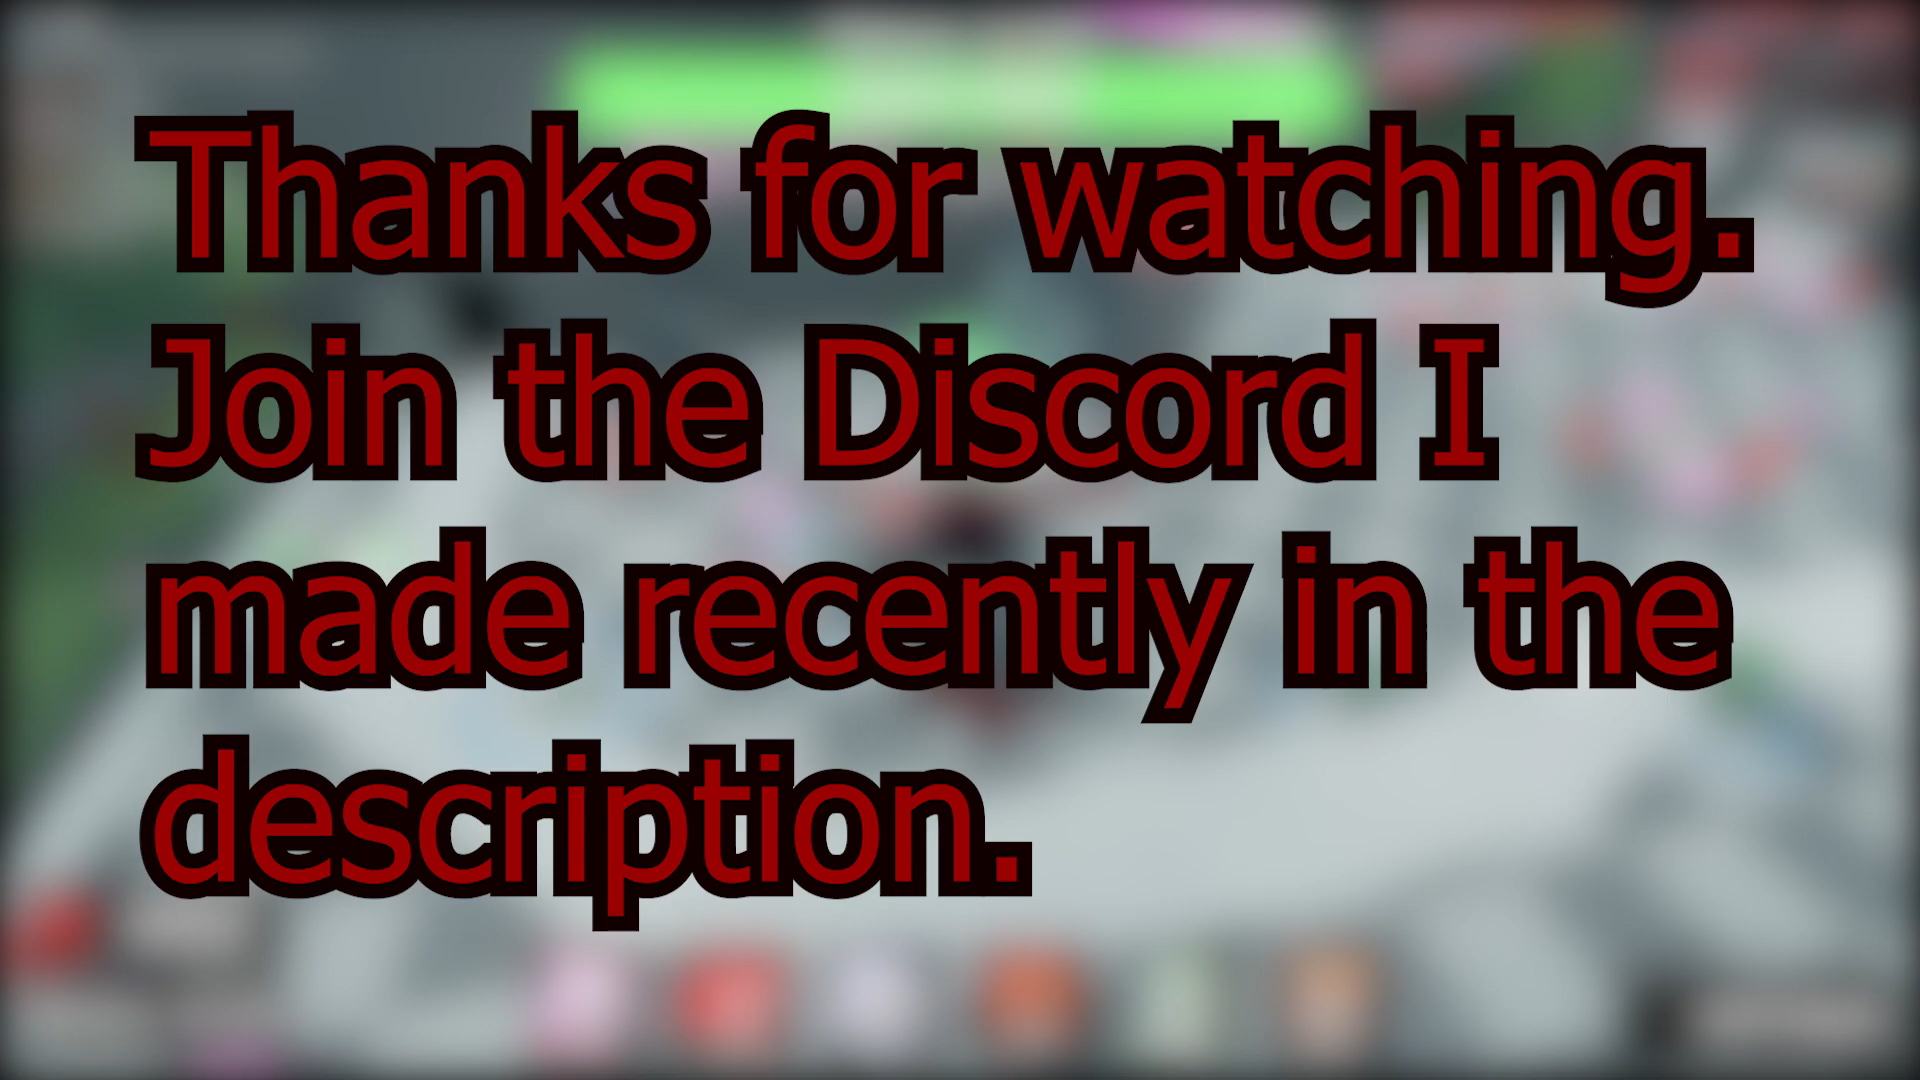 Thanks for watching.
Join the Discord I
made recently in the
description.